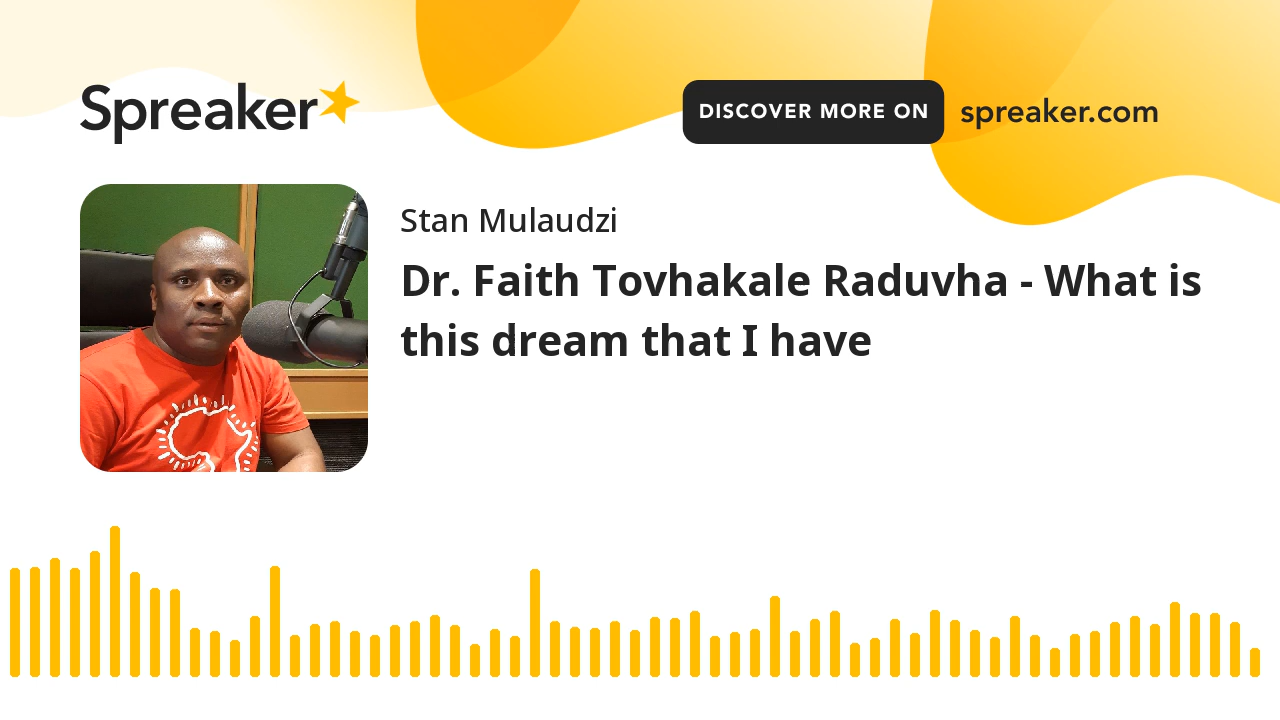 Spreaker
DISCOVER MORE ON spreaker.com
Stan Mulaudzi
Dr. Faith Tovhakale Raduvha - What is
this dream that I have